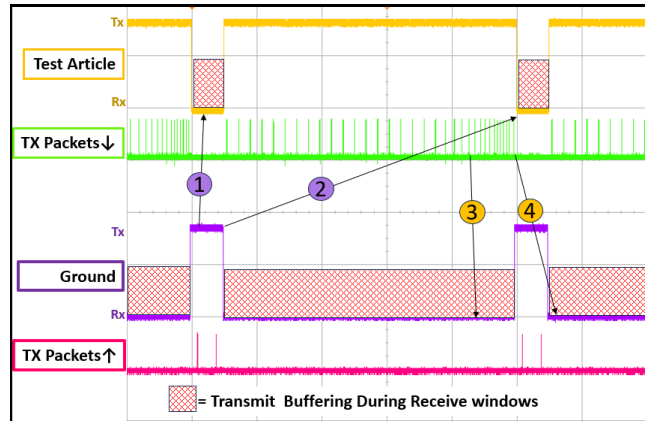 Tx
Test Article
Rx
TX Packets↓
1
2
3
4
Tx
Ground
Rx
TX Packets↑
= Transmit Buffering During Receive windows